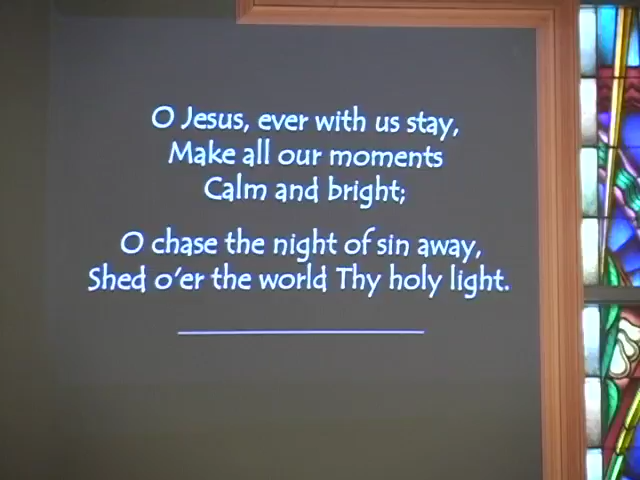 O Jesus, ever with us stay,
Make all our moments
Calm and bright;
O chase the night of sin away,
Shed o'er the world Thy holy light.